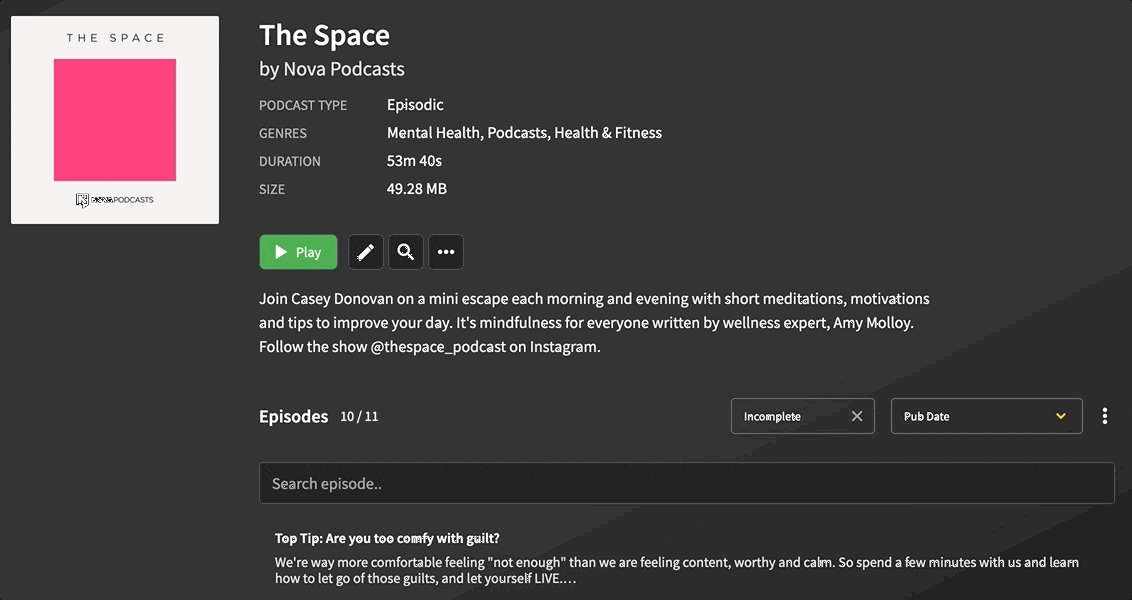 THE SPACE
NOVAPODCASTS
The Space
by Nova Podcasts
PODCAST TYPE Episodic
GENRES Mental Health, Podcasts, Health & Fitness
DURATION 53m 40s
SIZE 49.28 MB
Play
Join Casey Donovan on a mini escape each morning and evening with short meditations, motivations
and tips to improve your day. It's mindfulness for everyone written by wellness expert, Amy Molloy.
Follow the show @thespace_podcast on Instagram.
Episodes 10 / 11
Incomplete
Pub Date
Search episode..
Top Tip: Are you too comfy with guilt?
We're way more comfortable feeling "not enough" than we are feeling content, worthy and calm. So spend a few minutes with us and learn
how to let go of those guilts, and let yourself LIVE.…